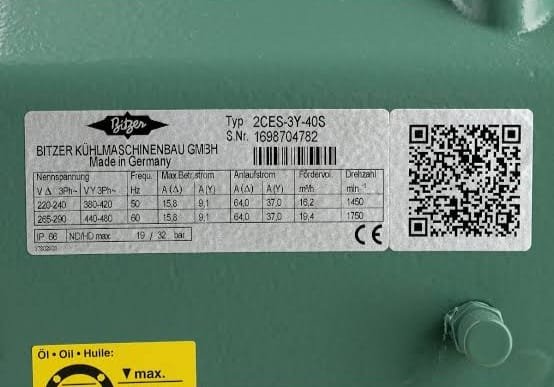 Bitzer
Typ 2CES-3Y-40S
S.Nr. 1698704782
BITZER KÜHLMASCHINENBAU GMBH
Made in Germany
Nennspannung Frequ. Max.Betr.strom Anlaufstrom Fördervol. Drehzahl
V Δ 3Ph~ V Y 3Ph~ Hz A (Δ) A (Y) A (Δ) A (Y) m³/h min⁻¹
220-240 380-420 50 15,8 9,1 64,0 37,0 16,2 1450
265-290 440-480 60 15,8 9,1 64,0 37,0 19,4 1750
IP 66 ND/HD max. 19 / 32 bar
CE
Öl • Oil • Huile:
max.